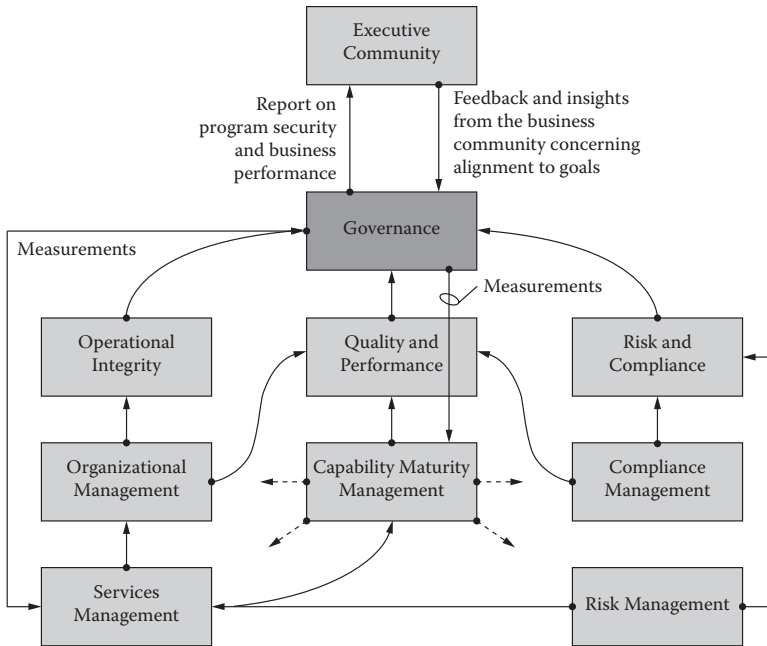 Executive
Community
Report on
program security
and business
performance
Feedback and insights
from the business
community concerning
alignment to goals
Governance
Measurements
Measurements
Operational
Integrity
Quality and
Performance
Risk and
Compliance
Organizational
Management
Capability Maturity
Management
Compliance
Management
Services
Management
Risk Management